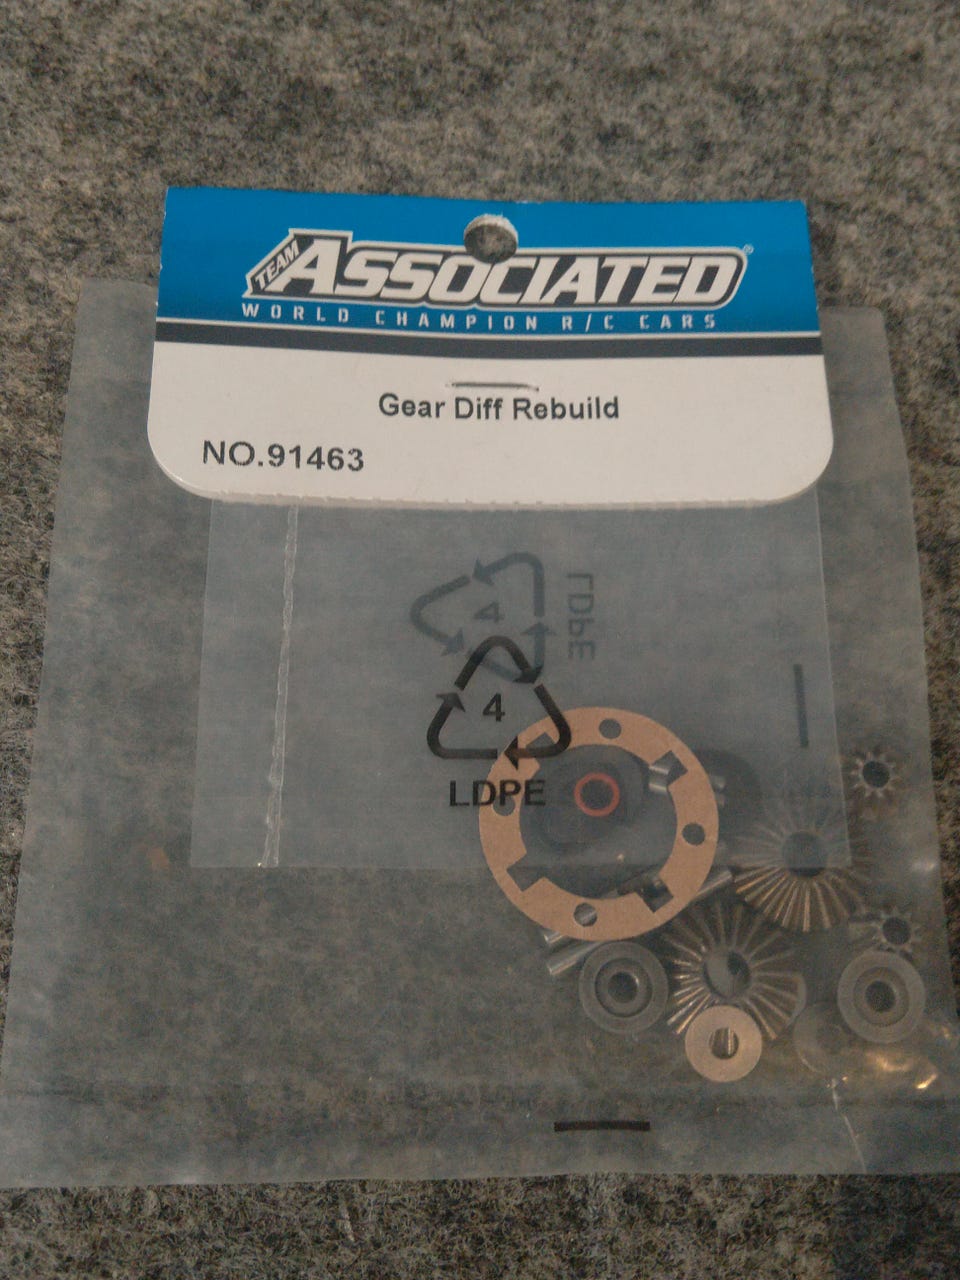 TEAM ASSOCIATED®
WORLD CHAMPION R/C CARS
Gear Diff Rebuild
NO.91463
4
LDPE
4
LDPE